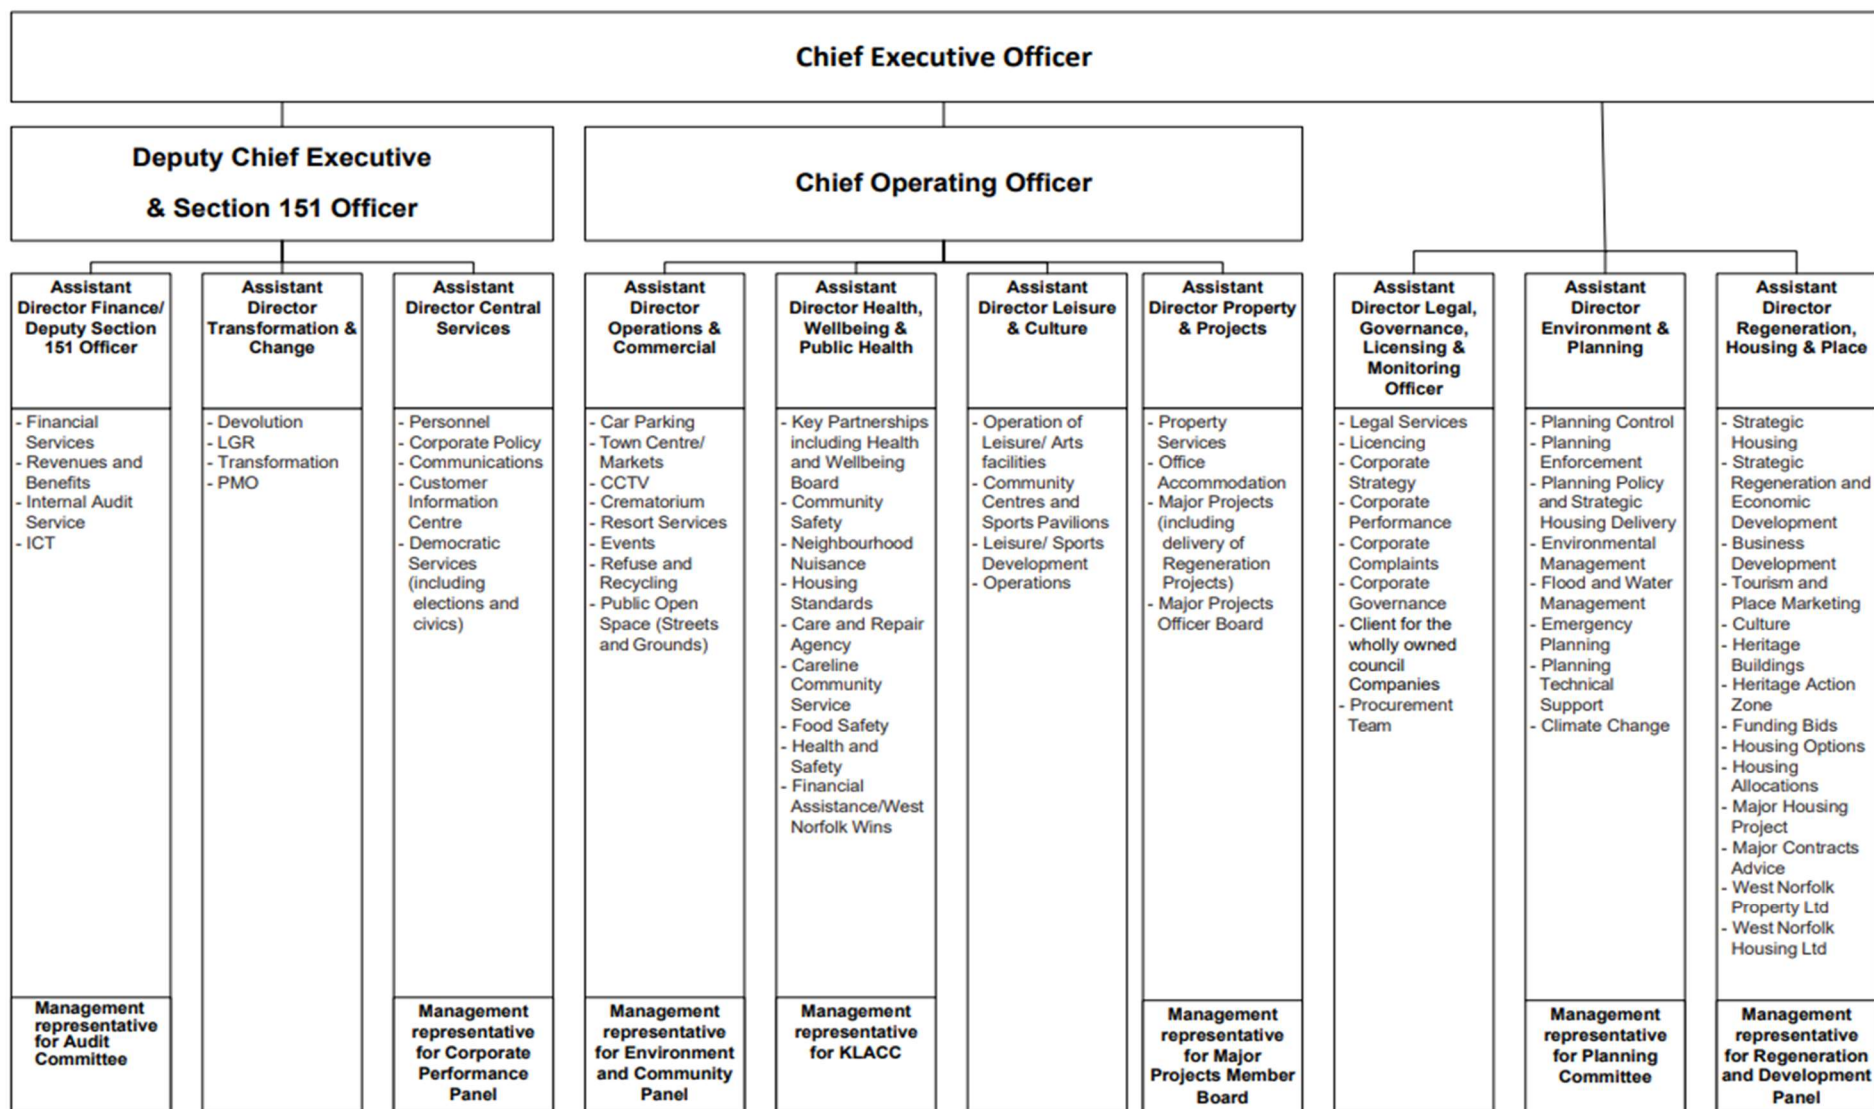 Chief Executive Officer
Deputy Chief Executive
& Section 151 Officer
Chief Operating Officer
Assistant
Director Finance/
Deputy Section
151 Officer
- Financial
Services
- Revenues and
Benefits
- Internal Audit
Service
- ICT
Management
representative
for Audit
Committee
Assistant
Director
Transformation &
Change
- Devolution
- LGR
- Transformation
- PMO
Assistant
Director Central
Services
- Personnel
- Corporate Policy
- Communications
- Customer
Information
Centre
- Democratic
Services
(including
elections and
civics)
Management
representative
for Corporate
Performance
Panel
Assistant
Director
Operations &
Commercial
- Car Parking
- Town Centre/
Markets
- CCTV
- Crematorium
- Resort Services
- Events
- Refuse and
Recycling
- Public Open
Space (Streets
and Grounds)
Management
representative
for Environment
and Community
Panel
Assistant
Director Health,
Wellbeing &
Public Health
- Key Partnerships
including Health
and Wellbeing
Board
- Community
Safety
- Neighbourhood
Nuisance
- Housing
Standards
- Care and Repair
Agency
- Careline
Community
Service
- Food Safety
- Health and
Safety
- Financial
Assistance/West
Norfolk Wins
Management
representative
for KLACC
Assistant
Director Leisure
& Culture
- Operation of
Leisure/ Arts
facilities
- Community
Centres and
Sports Pavilions
- Leisure/ Sports
Development
- Operations
Assistant
Director Property
& Projects
- Property
Services
- Office
Accommodation
- Major Projects
(including
delivery of
Regeneration
Projects)
- Major Projects
Officer Board
Management
representative
for Major
Projects Member
Board
Assistant
Director Legal,
Governance,
Licensing &
Monitoring
Officer
- Legal Services
- Licencing
- Corporate
Strategy
- Corporate
Performance
- Corporate
Complaints
- Corporate
Governance
- Client for the
wholly owned
council
Companies
- Procurement
Team
Assistant
Director
Environment &
Planning
- Planning Control
- Planning
Enforcement
- Planning Policy
and Strategic
Housing Delivery
- Environmental
Management
- Flood and Water
Management
- Emergency
Planning
- Planning
Technical
Support
- Climate Change
Management
representative
for Planning
Committee
Assistant
Director
Regeneration,
Housing & Place
- Strategic
Housing
- Strategic
Regeneration and
Economic
Development
- Business
Development
- Tourism and
Place Marketing
- Culture
- Heritage
Buildings
- Heritage Action
Zone
- Funding Bids
- Housing Options
- Housing
Allocations
- Major Housing
Project
- Major Contracts
Advice
- West Norfolk
Property Ltd
- West Norfolk
Housing Ltd
Management
representative
for Regeneration
and Development
Panel